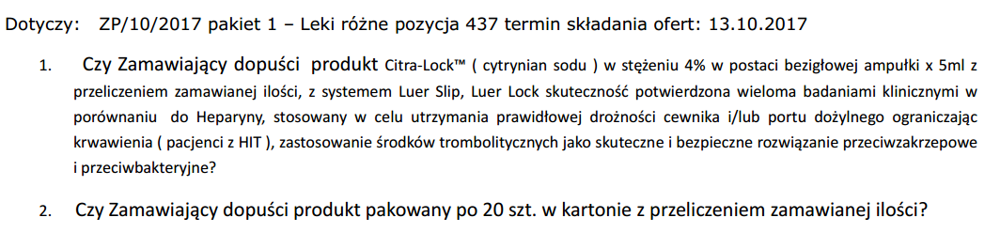 Dotyczy: ZP/10/2017 pakiet 1 – Leki różne pozycja 437 termin składania ofert: 13.10.2017
1. Czy Zamawiający dopuści produkt Citra-Lock™ ( cytrynian sodu ) w stężeniu 4% w postaci bezigłowej ampułki x 5ml z
przeliczeniem zamawianej ilości, z systemem Luer Slip, Luer Lock skuteczność potwierdzona wieloma badaniami klinicznymi w
porównaniu do Heparyny, stosowany w celu utrzymania prawidłowej drożności cewnika i/lub portu dożylnego ograniczając
krwawienia ( pacjenci z HIT ), zastosowanie środków trombolitycznych jako skuteczne i bezpieczne rozwiązanie przeciwzakrzepowe
i przeciwbakteryjne?
2. Czy Zamawiający dopuści produkt pakowany po 20 szt. w kartonie z przeliczeniem zamawianej ilości?